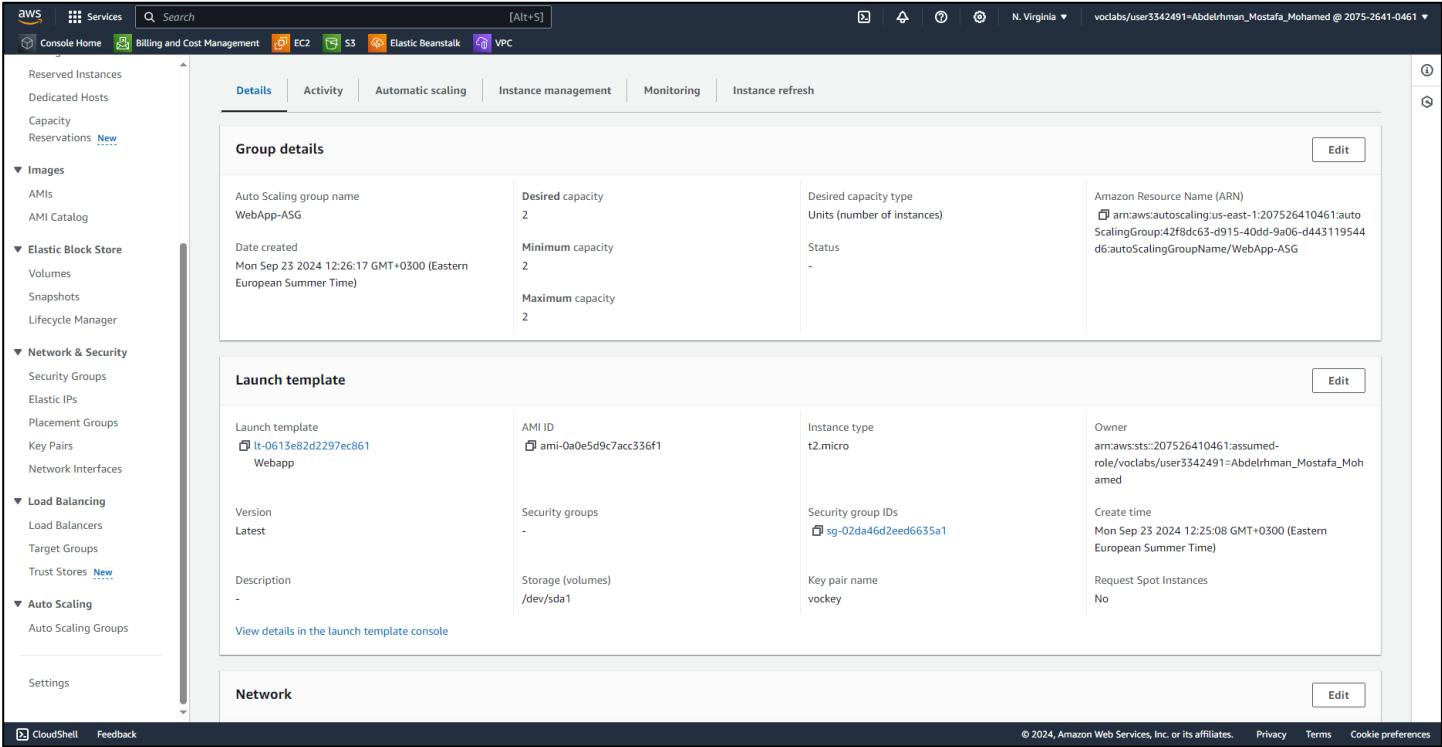 aws
Services
Search
[Alt+S]
N. Virginia
voclabs/user3342491=Abdelrhman_Mostafa_Mohamed @ 2075-2641-0461
Console Home
Billing and Cost Management
EC2
S3
Elastic Beanstalk
VPC
Reserved Instances
Dedicated Hosts
Capacity
Reservations New
Images
AMIs
AMI Catalog
Elastic Block Store
Volumes
Snapshots
Lifecycle Manager
Network & Security
Security Groups
Elastic IPs
Placement Groups
Key Pairs
Network Interfaces
Load Balancing
Load Balancers
Target Groups
Trust Stores New
Auto Scaling
Auto Scaling Groups
Settings
Details
Activity
Automatic scaling
Instance management
Monitoring
Instance refresh
Group details
Edit
Auto Scaling group name
WebApp-ASG
Date created
Mon Sep 23 2024 12:26:17 GMT+0300 (Eastern
European Summer Time)
Desired capacity
2
Minimum capacity
2
Maximum capacity
2
Desired capacity type
Units (number of instances)
Status
-
Amazon Resource Name (ARN)
arn:aws:autoscaling:us-east-1:207526410461:auto
ScalingGroup:42f8dc63-d915-40dd-9a06-d443119544
d6:autoScalingGroupName/WebApp-ASG
Launch template
Edit
Launch template
lt-0613e82d2297ec861
Webapp
AMI ID
ami-0a0e5d9c7acc336f1
Instance type
t2.micro
Owner
arn:aws:sts::207526410461:assumed-
role/voclabs/user3342491=Abdelrhman_Mostafa_Moh
amed
Version
Latest
Security groups
-
Security group IDs
sg-02da46d2eed6635a1
Create time
Mon Sep 23 2024 12:25:08 GMT+0300 (Eastern
European Summer Time)
Description
-
Storage (volumes)
/dev/sda1
Key pair name
vockey
Request Spot Instances
No
View details in the launch template console
Network
Edit
CloudShell
Feedback
© 2024, Amazon Web Services, Inc. or its affiliates.
Privacy
Terms
Cookie preferences